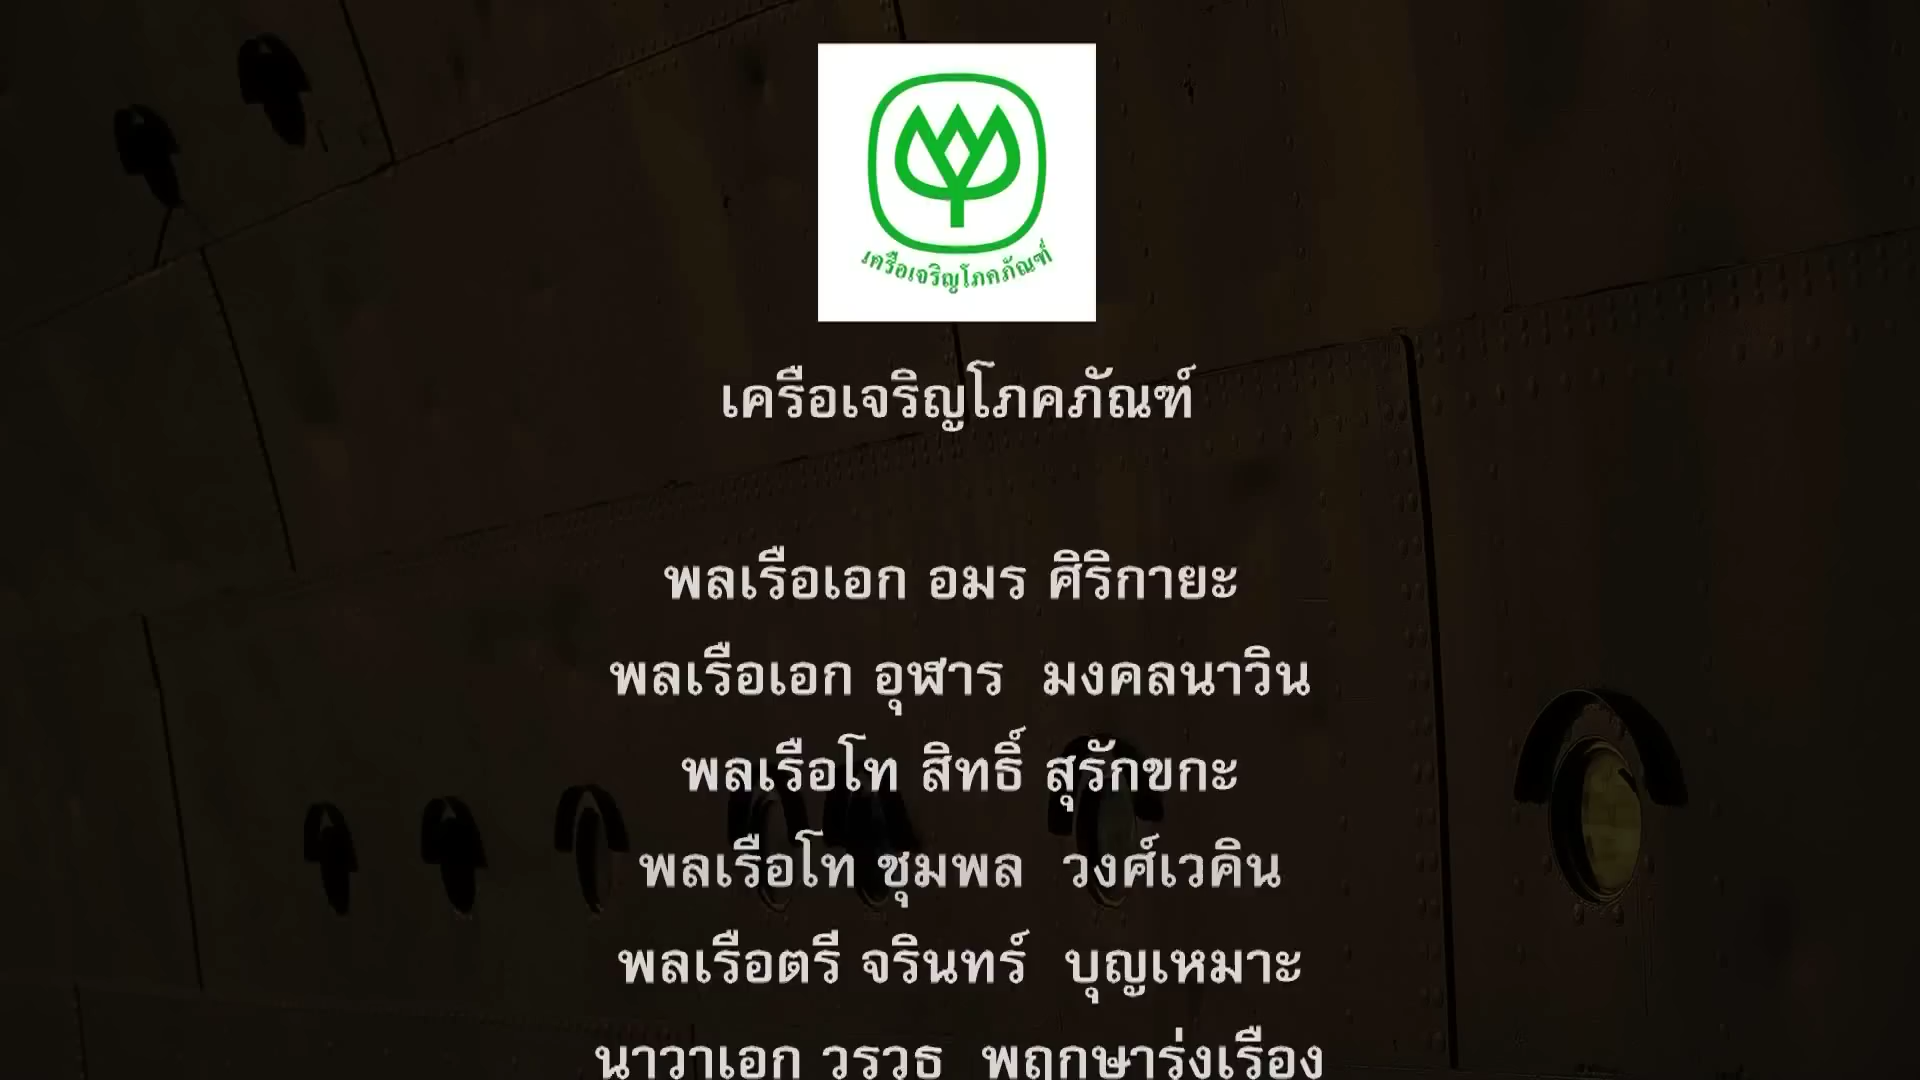 เครือเจริญโภคภัณฑ์
เครือเจริญโภคภัณฑ์
พลเรือเอก อมร ศิริกายะ
พลเรือเอก อุฬาร มงคลนาวิน
พลเรือโท สิทธิ์ สุรักขกะ
พลเรือโท ชุมพล วงศ์เวคิน
พลเรือตรี จรินทร์ บุญเหมาะ
นาวาเอก วรวุธ พฤกษารุ่งเรือง